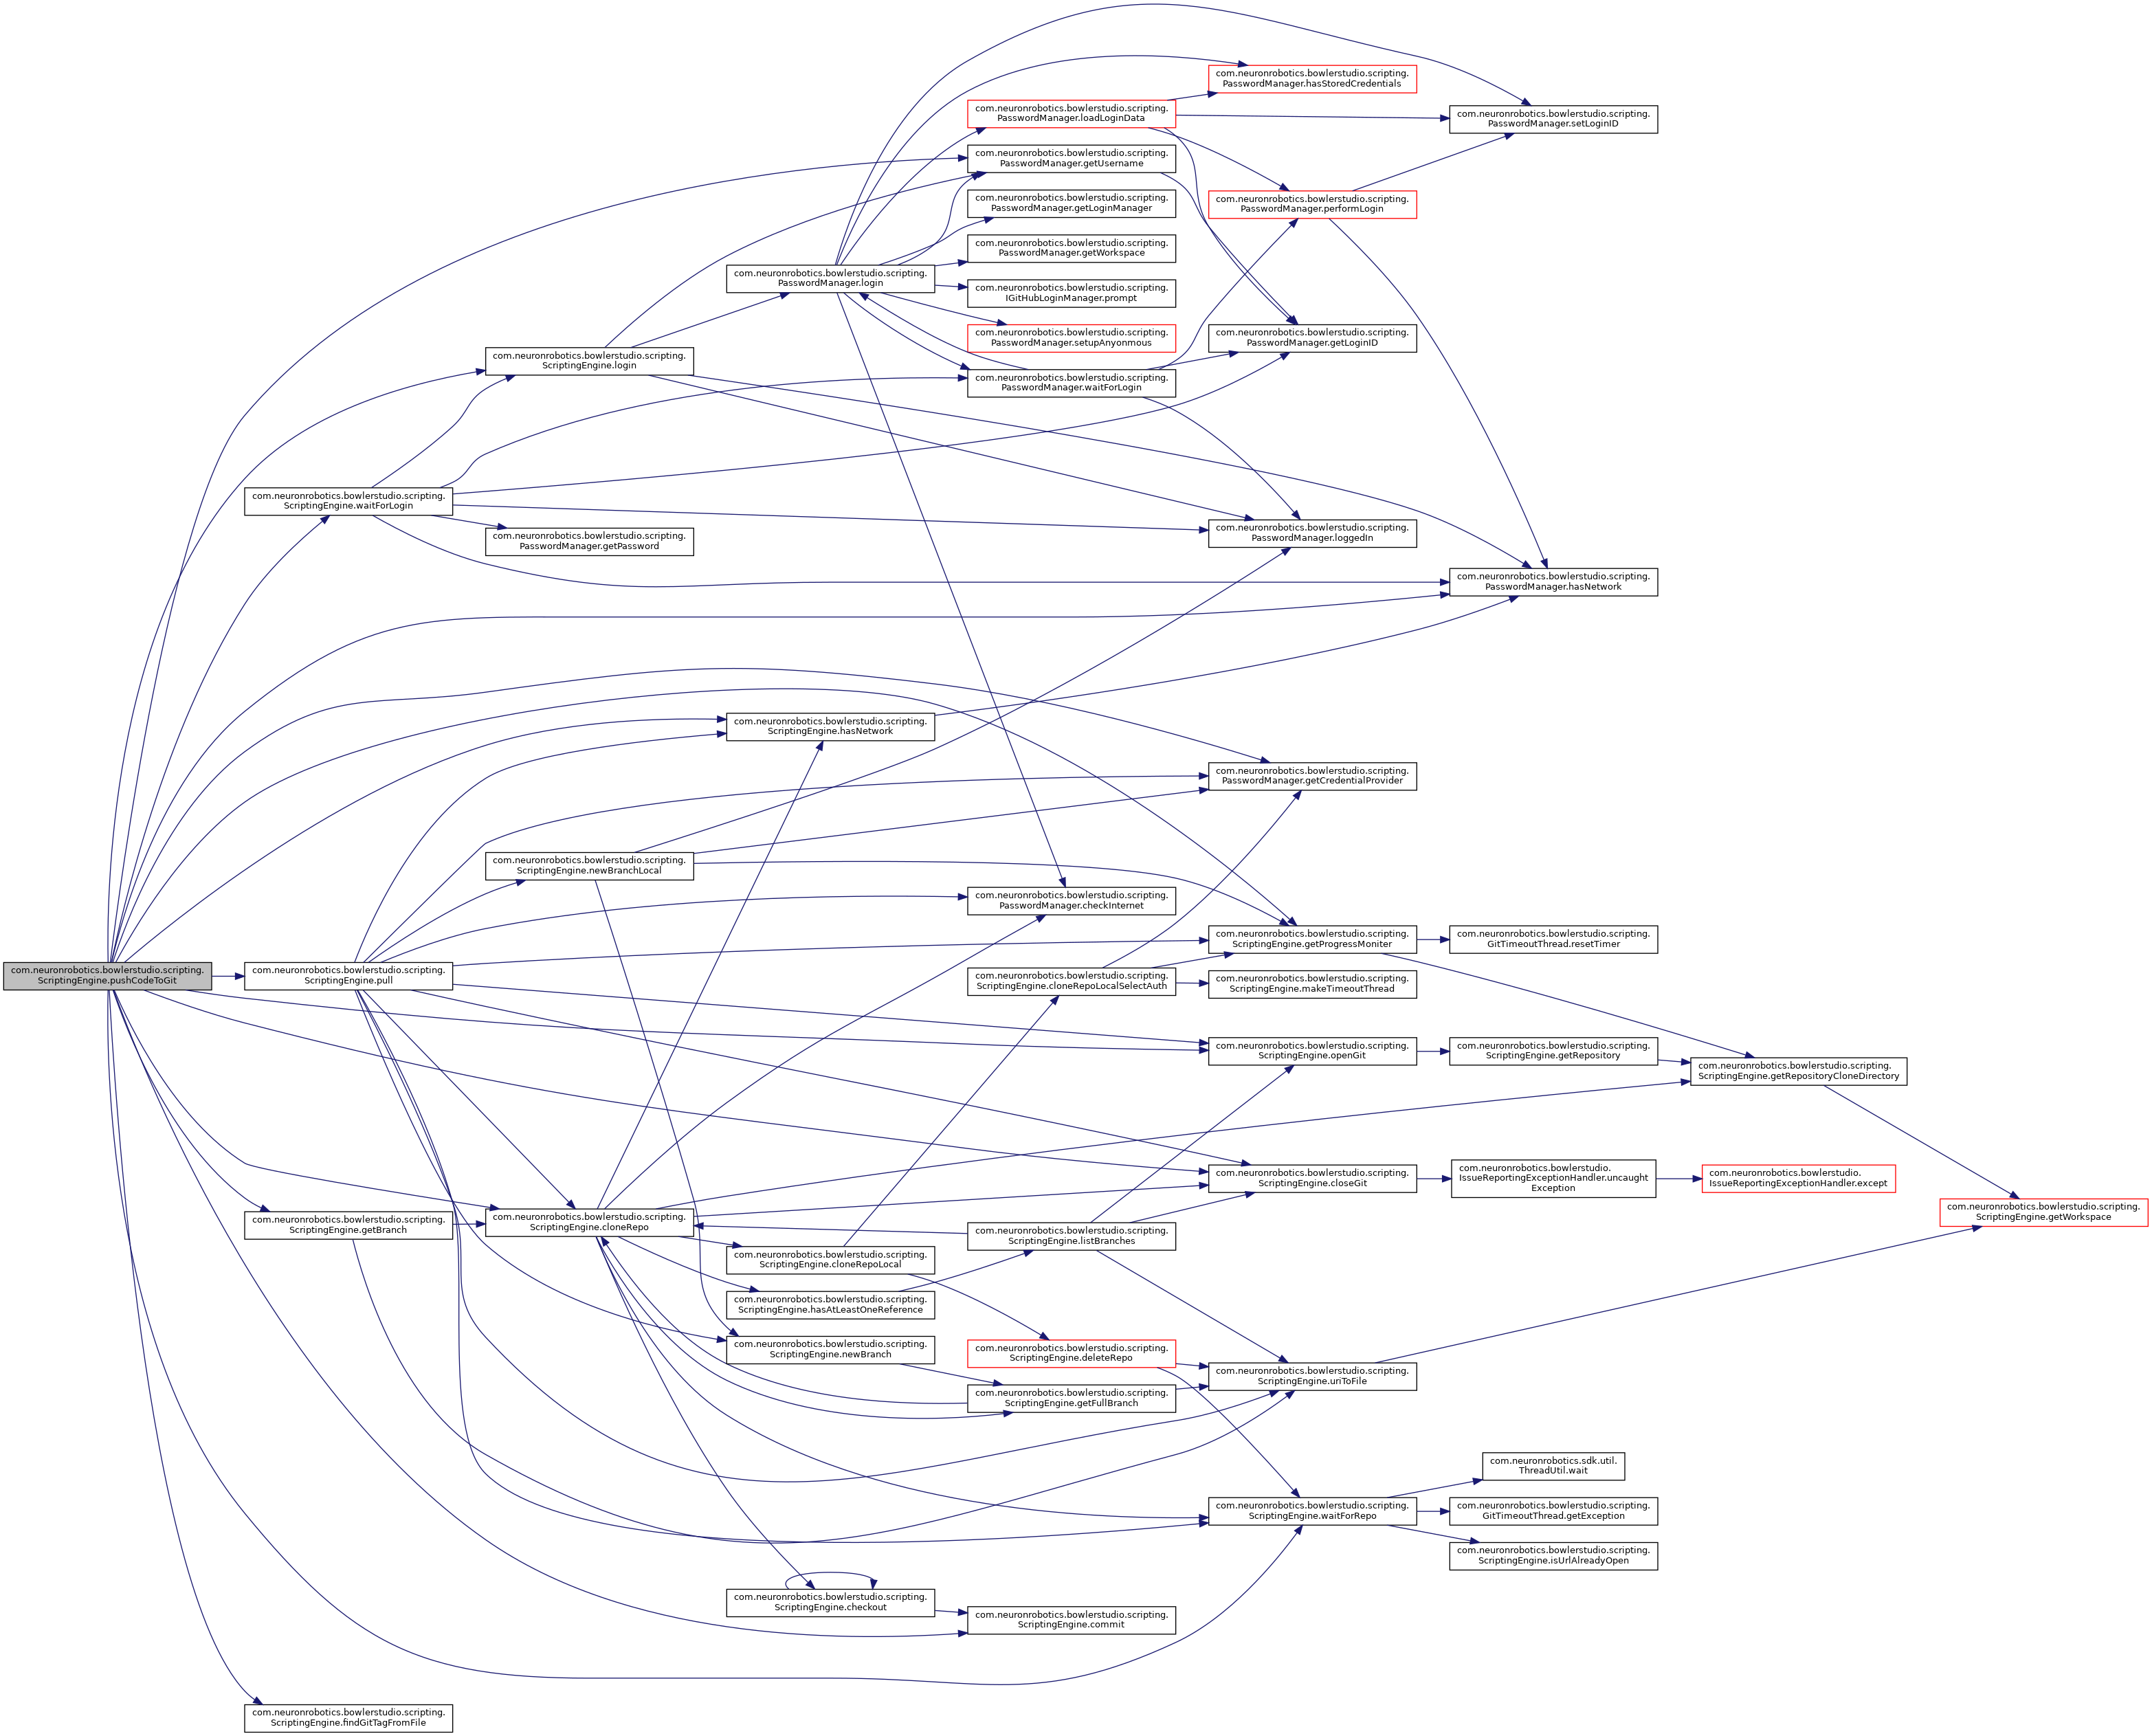 com.neuronrobotics.bowlerstudio.scripting.
PasswordManager.hasStoredCredentials
com.neuronrobotics.bowlerstudio.scripting.
PasswordManager.loadLoginData
com.neuronrobotics.bowlerstudio.scripting.
PasswordManager.setLoginID
com.neuronrobotics.bowlerstudio.scripting.
PasswordManager.getUsername
com.neuronrobotics.bowlerstudio.scripting.
PasswordManager.getLoginManager
com.neuronrobotics.bowlerstudio.scripting.
PasswordManager.performLogin
com.neuronrobotics.bowlerstudio.scripting.
PasswordManager.getWorkspace
com.neuronrobotics.bowlerstudio.scripting.
PasswordManager.login
com.neuronrobotics.bowlerstudio.scripting.
IGitHubLoginManager.prompt
com.neuronrobotics.bowlerstudio.scripting.
PasswordManager.setupAnyonmous
com.neuronrobotics.bowlerstudio.scripting.
PasswordManager.getLoginID
com.neuronrobotics.bowlerstudio.scripting.
ScriptingEngine.login
com.neuronrobotics.bowlerstudio.scripting.
PasswordManager.waitForLogin
com.neuronrobotics.bowlerstudio.scripting.
ScriptingEngine.waitForLogin
com.neuronrobotics.bowlerstudio.scripting.
PasswordManager.getPassword
com.neuronrobotics.bowlerstudio.scripting.
PasswordManager.loggedIn
com.neuronrobotics.bowlerstudio.scripting.
PasswordManager.hasNetwork
com.neuronrobotics.bowlerstudio.scripting.
ScriptingEngine.hasNetwork
com.neuronrobotics.bowlerstudio.scripting.
PasswordManager.getCredentialProvider
com.neuronrobotics.bowlerstudio.scripting.
ScriptingEngine.newBranchLocal
com.neuronrobotics.bowlerstudio.scripting.
PasswordManager.checkInternet
com.neuronrobotics.bowlerstudio.scripting.
ScriptingEngine.getProgressMoniter
com.neuronrobotics.bowlerstudio.scripting.
GitTimeoutThread.resetTimer
com.neuronrobotics.bowlerstudio.scripting.
ScriptingEngine.pushCodeToGit
com.neuronrobotics.bowlerstudio.scripting.
ScriptingEngine.pull
com.neuronrobotics.bowlerstudio.scripting.
ScriptingEngine.cloneRepoLocalSelectAuth
com.neuronrobotics.bowlerstudio.scripting.
ScriptingEngine.makeTimeoutThread
com.neuronrobotics.bowlerstudio.scripting.
ScriptingEngine.openGit
com.neuronrobotics.bowlerstudio.scripting.
ScriptingEngine.getRepository
com.neuronrobotics.bowlerstudio.scripting.
ScriptingEngine.getRepositoryCloneDirectory
com.neuronrobotics.bowlerstudio.scripting.
ScriptingEngine.closeGit
com.neuronrobotics.bowlerstudio.
IssueReportingExceptionHandler.uncaught
Exception
com.neuronrobotics.bowlerstudio.
IssueReportingExceptionHandler.except
com.neuronrobotics.bowlerstudio.scripting.
ScriptingEngine.getWorkspace
com.neuronrobotics.bowlerstudio.scripting.
ScriptingEngine.getBranch
com.neuronrobotics.bowlerstudio.scripting.
ScriptingEngine.cloneRepo
com.neuronrobotics.bowlerstudio.scripting.
ScriptingEngine.listBranches
com.neuronrobotics.bowlerstudio.scripting.
ScriptingEngine.cloneRepoLocal
com.neuronrobotics.bowlerstudio.scripting.
ScriptingEngine.hasAtLeastOneReference
com.neuronrobotics.bowlerstudio.scripting.
ScriptingEngine.newBranch
com.neuronrobotics.bowlerstudio.scripting.
ScriptingEngine.deleteRepo
com.neuronrobotics.bowlerstudio.scripting.
ScriptingEngine.uriToFile
com.neuronrobotics.bowlerstudio.scripting.
ScriptingEngine.getFullBranch
com.neuronrobotics.sdk.util.
ThreadUtil.wait
com.neuronrobotics.bowlerstudio.scripting.
ScriptingEngine.waitForRepo
com.neuronrobotics.bowlerstudio.scripting.
GitTimeoutThread.getException
com.neuronrobotics.bowlerstudio.scripting.
ScriptingEngine.isUrlAlreadyOpen
com.neuronrobotics.bowlerstudio.scripting.
ScriptingEngine.checkout
com.neuronrobotics.bowlerstudio.scripting.
ScriptingEngine.commit
com.neuronrobotics.bowlerstudio.scripting.
ScriptingEngine.findGitTagFromFile